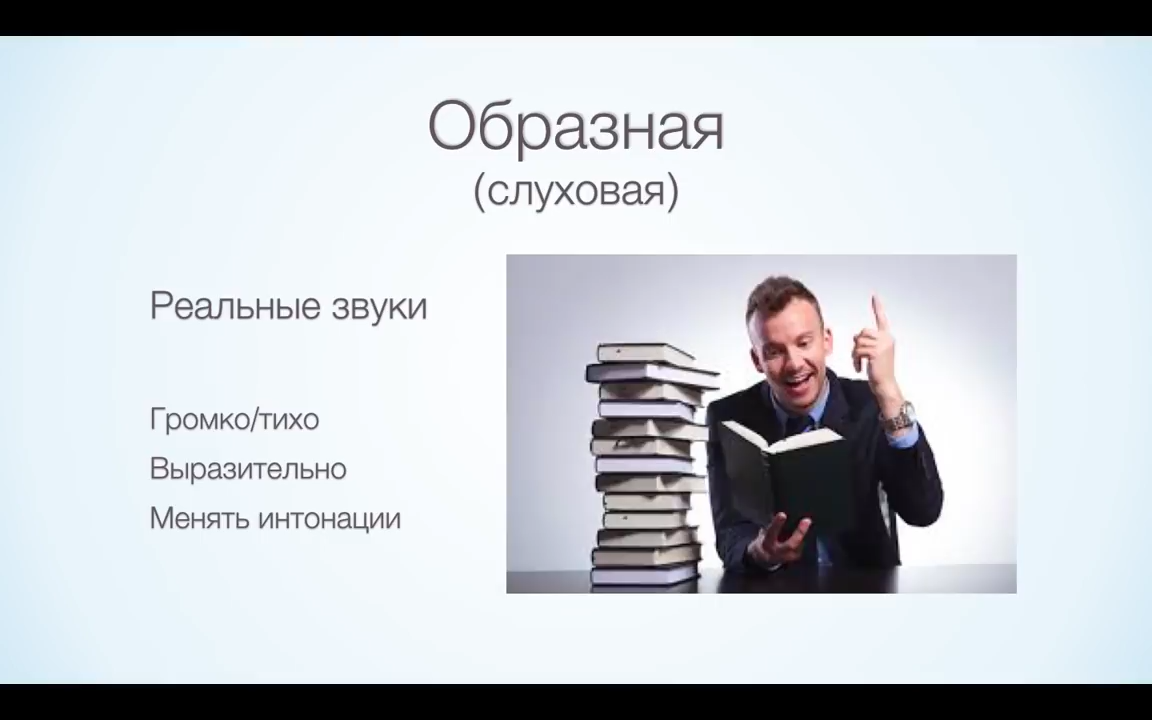 Образная
(слуховая)
Реальные звуки
Громко/тихо
Выразительно
Менять интонации